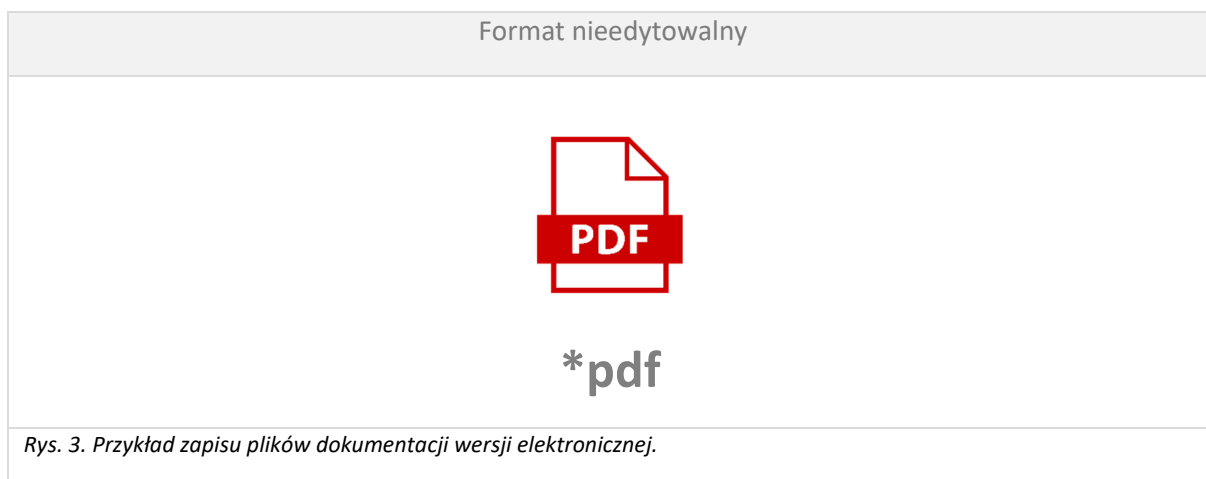 Format nieedytowalny
PDF
*pdf
Rys. 3. Przykład zapisu plików dokumentacji wersji elektronicznej.